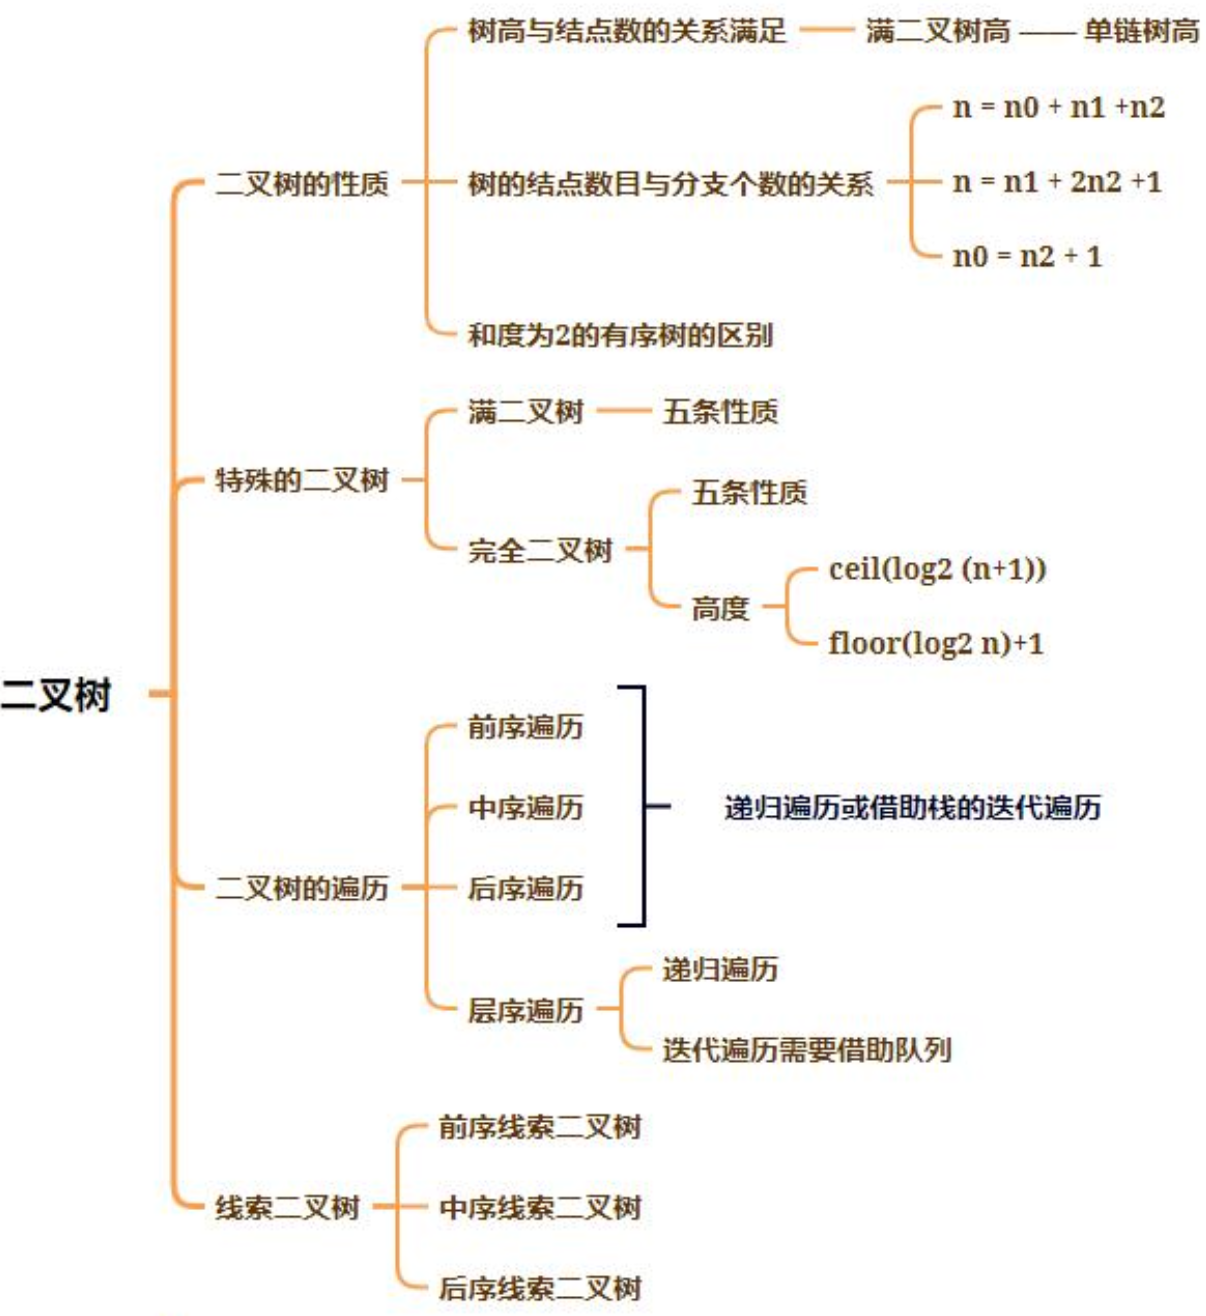 二叉树
二叉树的性质
树高与结点数的关系满足
满二叉树高 —— 单链树高
树的结点数目与分支个数的关系
n = n0 + n1 +n2
n = n1 + 2n2 +1
n0 = n2 + 1
和度为2的有序树的区别
特殊的二叉树
满二叉树
五条性质
完全二叉树
五条性质
高度
ceil(log2 (n+1))
floor(log2 n)+1
二叉树的遍历
前序遍历
中序遍历
后序遍历
递归遍历或借助栈的迭代遍历
层序遍历
递归遍历
迭代遍历需要借助队列
线索二叉树
前序线索二叉树
中序线索二叉树
后序线索二叉树